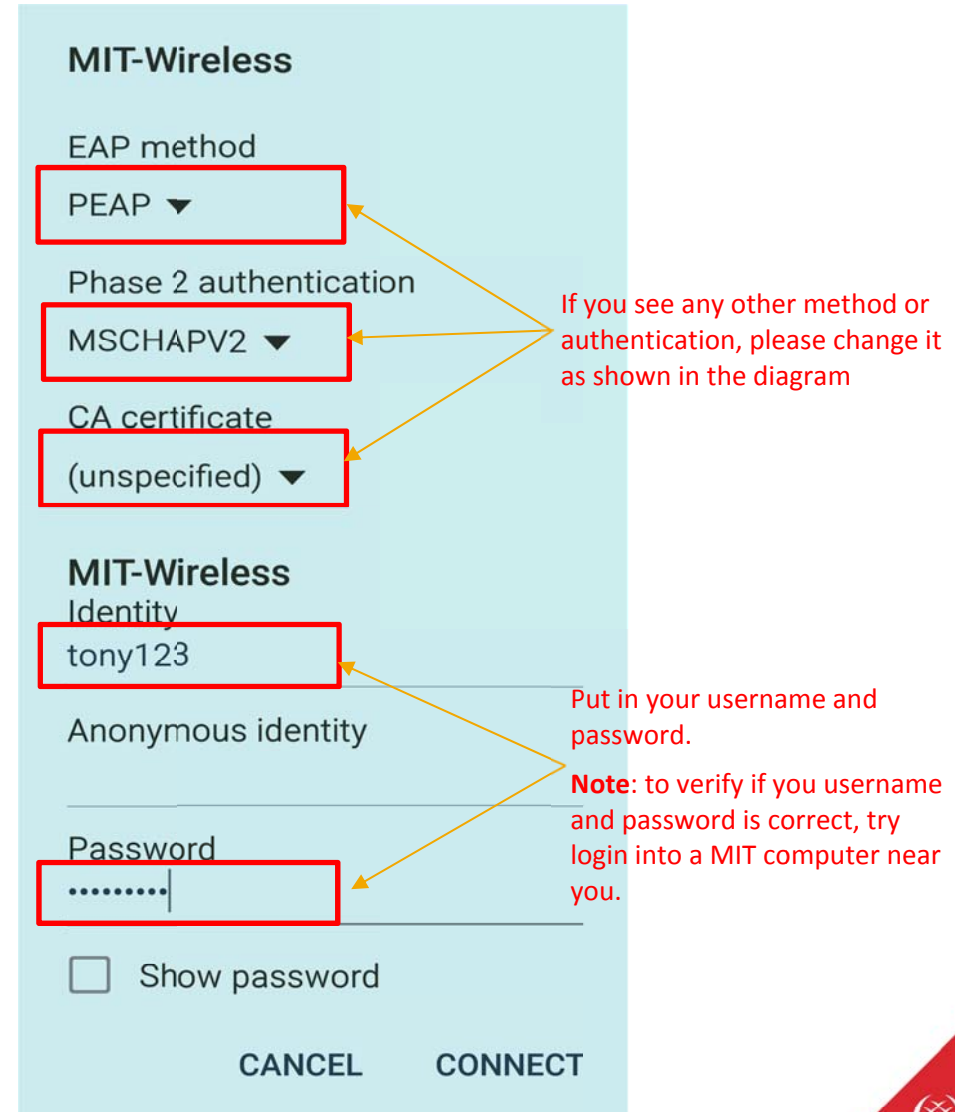 MIT-Wireless
EAP method
PEAP
Phase 2 authentication
MSCHAPV2
CA certificate
(unspecified)
If you see any other method or
authentication, please change it
as shown in the diagram
MIT-Wireless
Identity
tony123
Anonymous identity
Password
•••••••••
Show password
CANCEL CONNECT
Put in your username and
password.
Note: to verify if you username
and password is correct, try
login into a MIT computer near
you.